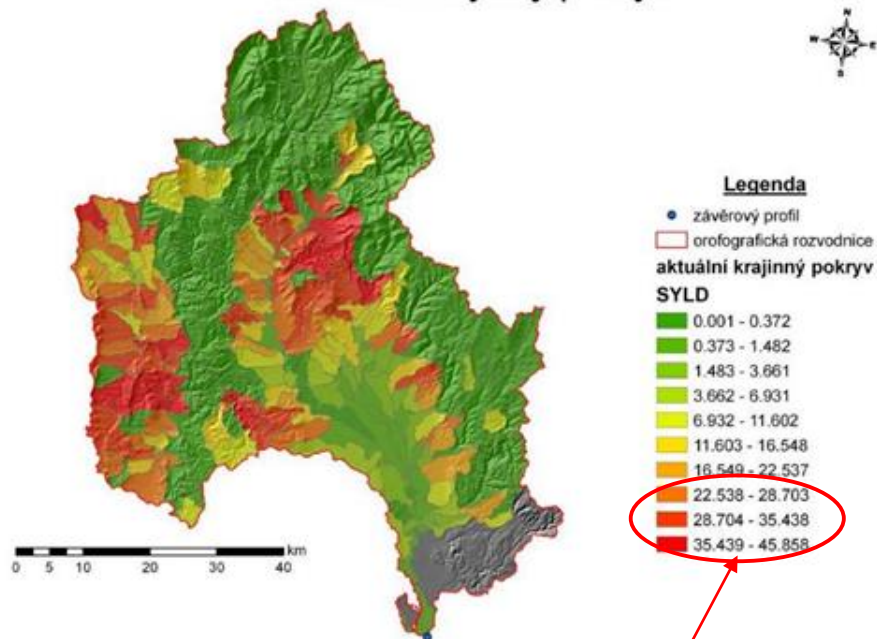 N
W E
S
Legenda
závěrový profil
orofografická rozvodnice
aktuální krajinný pokryv
SYLD
0.001 - 0.372
0.373 - 1.482
1.483 - 3.661
3.662 - 6.931
6.932 - 11.602
11.603 - 16.548
16.549 - 22.537
22.538 - 28.703
28.704 - 35.438
35.439 - 45.858
km
0 5 10 20 30 40